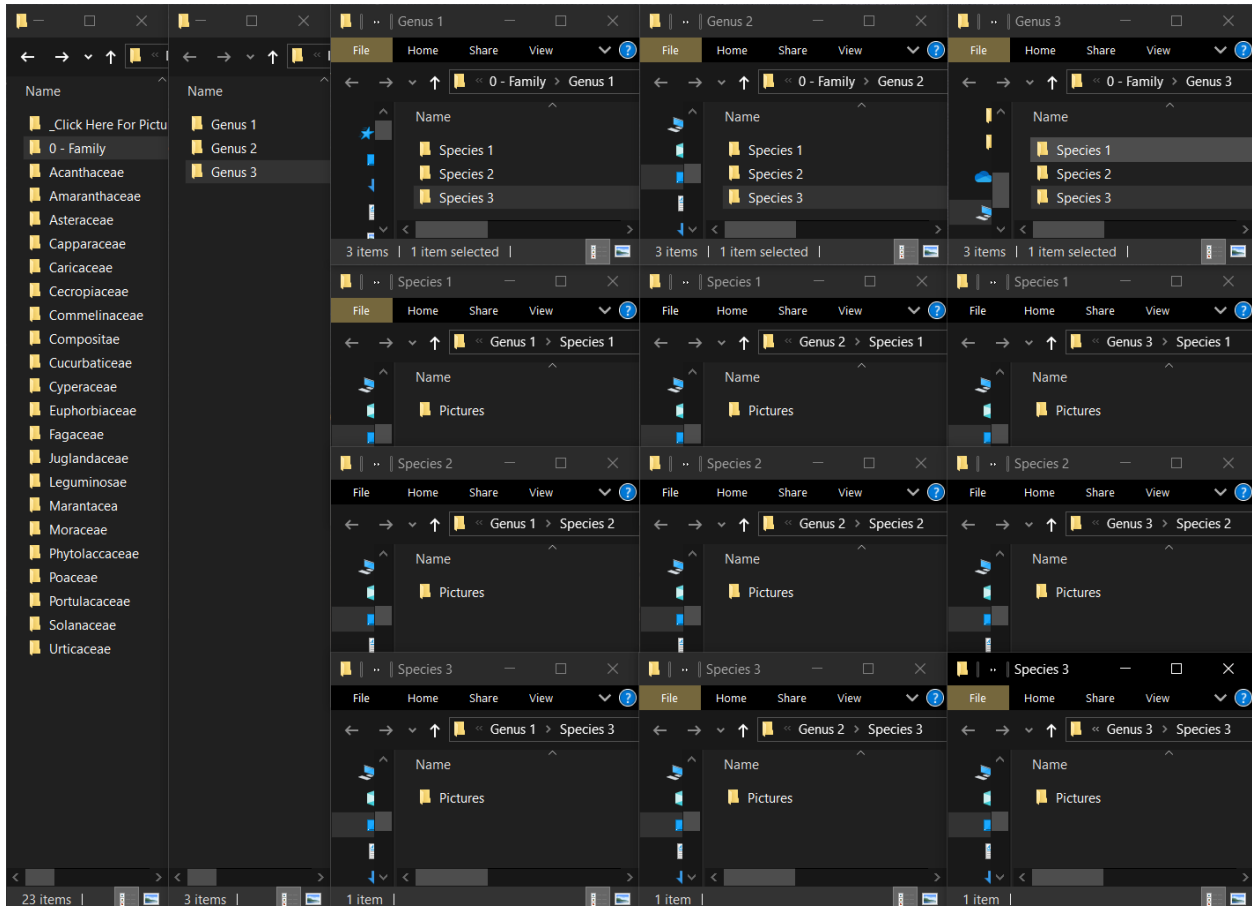 Name
_Click Here For Pictu
0 - Family
Acanthaceae
Amaranthaceae
Asteraceae
Capparaceae
Caricaceae
Cecropiaceae
Commelinaceae
Compositae
Cucurbaticeae
Cyperaceae
Euphorbiaceae
Fagaceae
Juglandaceae
Leguminosae
Marantacea
Moraceae
Phytolaccaceae
Poaceae
Portulacaceae
Solanaceae
Urticaceae
23 items
Name
Genus 1
Genus 2
Genus 3
3 items
Genus 1
File Home Share View
« 0 - Family > Genus 1
Name
Species 1
Species 2
Species 3
3 items 1 item selected
Genus 2
File Home Share View
« 0 - Family > Genus 2
Name
Species 1
Species 2
Species 3
3 items 1 item selected
Genus 3
File Home Share View
« 0 - Family > Genus 3
Name
Species 1
Species 2
Species 3
3 items 1 item selected
Species 1
File Home Share View
« Genus 1 > Species 1
Name
Pictures
Species 1
File Home Share View
« Genus 2 > Species 1
Name
Pictures
Species 1
File Home Share View
« Genus 3 > Species 1
Name
Pictures
Species 2
File Home Share View
« Genus 1 > Species 2
Name
Pictures
Species 2
File Home Share View
« Genus 2 > Species 2
Name
Pictures
Species 2
File Home Share View
« Genus 3 > Species 2
Name
Pictures
Species 3
File Home Share View
« Genus 1 > Species 3
Name
Pictures
1 item
Species 3
File Home Share View
« Genus 2 > Species 3
Name
Pictures
1 item
Species 3
File Home Share View
« Genus 3 > Species 3
Name
Pictures
1 item